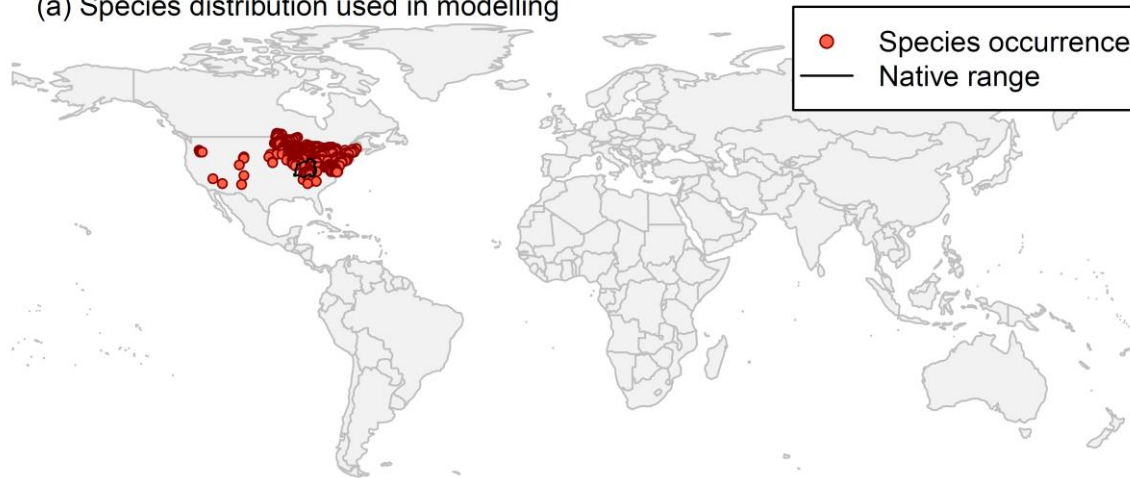 (a) Species distribution used in modelling
Species occurrence
Native range